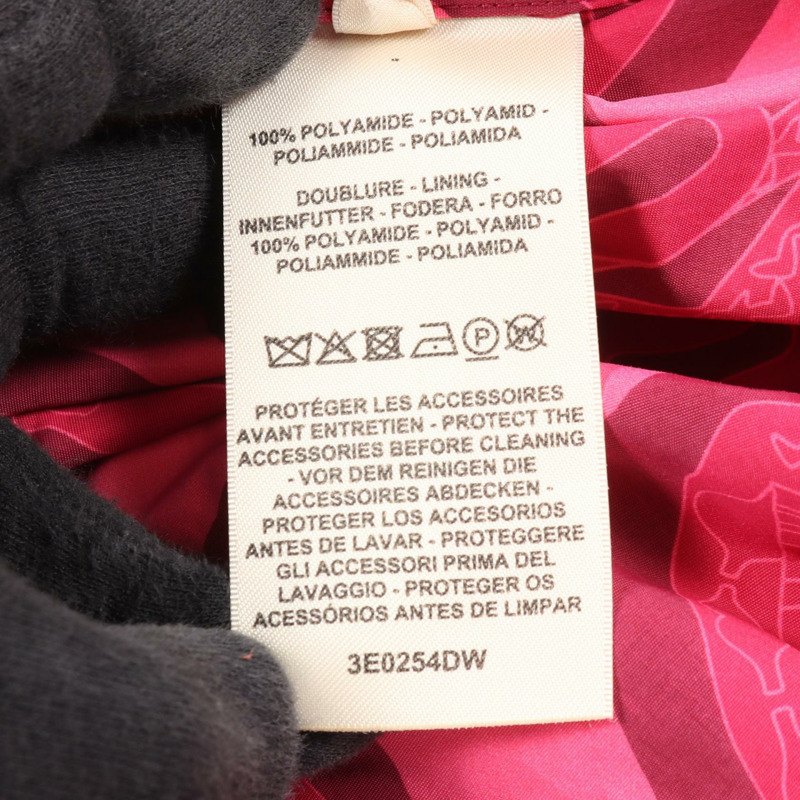 100% POLYAMIDE - POLYAMID -
POLIAMMIDE - POLIAMIDA
DOUBLURE - LINING -
INNENFUTTER - FODERA - FORRO
100% POLYAMIDE - POLYAMID -
POLIAMMIDE - POLIAMIDA
P
W
PROTÉGER LES ACCESSOIRES
AVANT ENTRETIEN - PROTECT THE
ACCESSORIES BEFORE CLEANING
- VOR DEM REINIGEN DIE
ACCESSOIRES ABDECKEN -
PROTEGER LOS ACCESORIOS
ANTES DE LAVAR - PROTEGGERE
GLI ACCESSORI PRIMA DEL
LAVAGGIO - PROTEGER OS
ACESSÓRIOS ANTES DE LIMPAR
3E0254DW